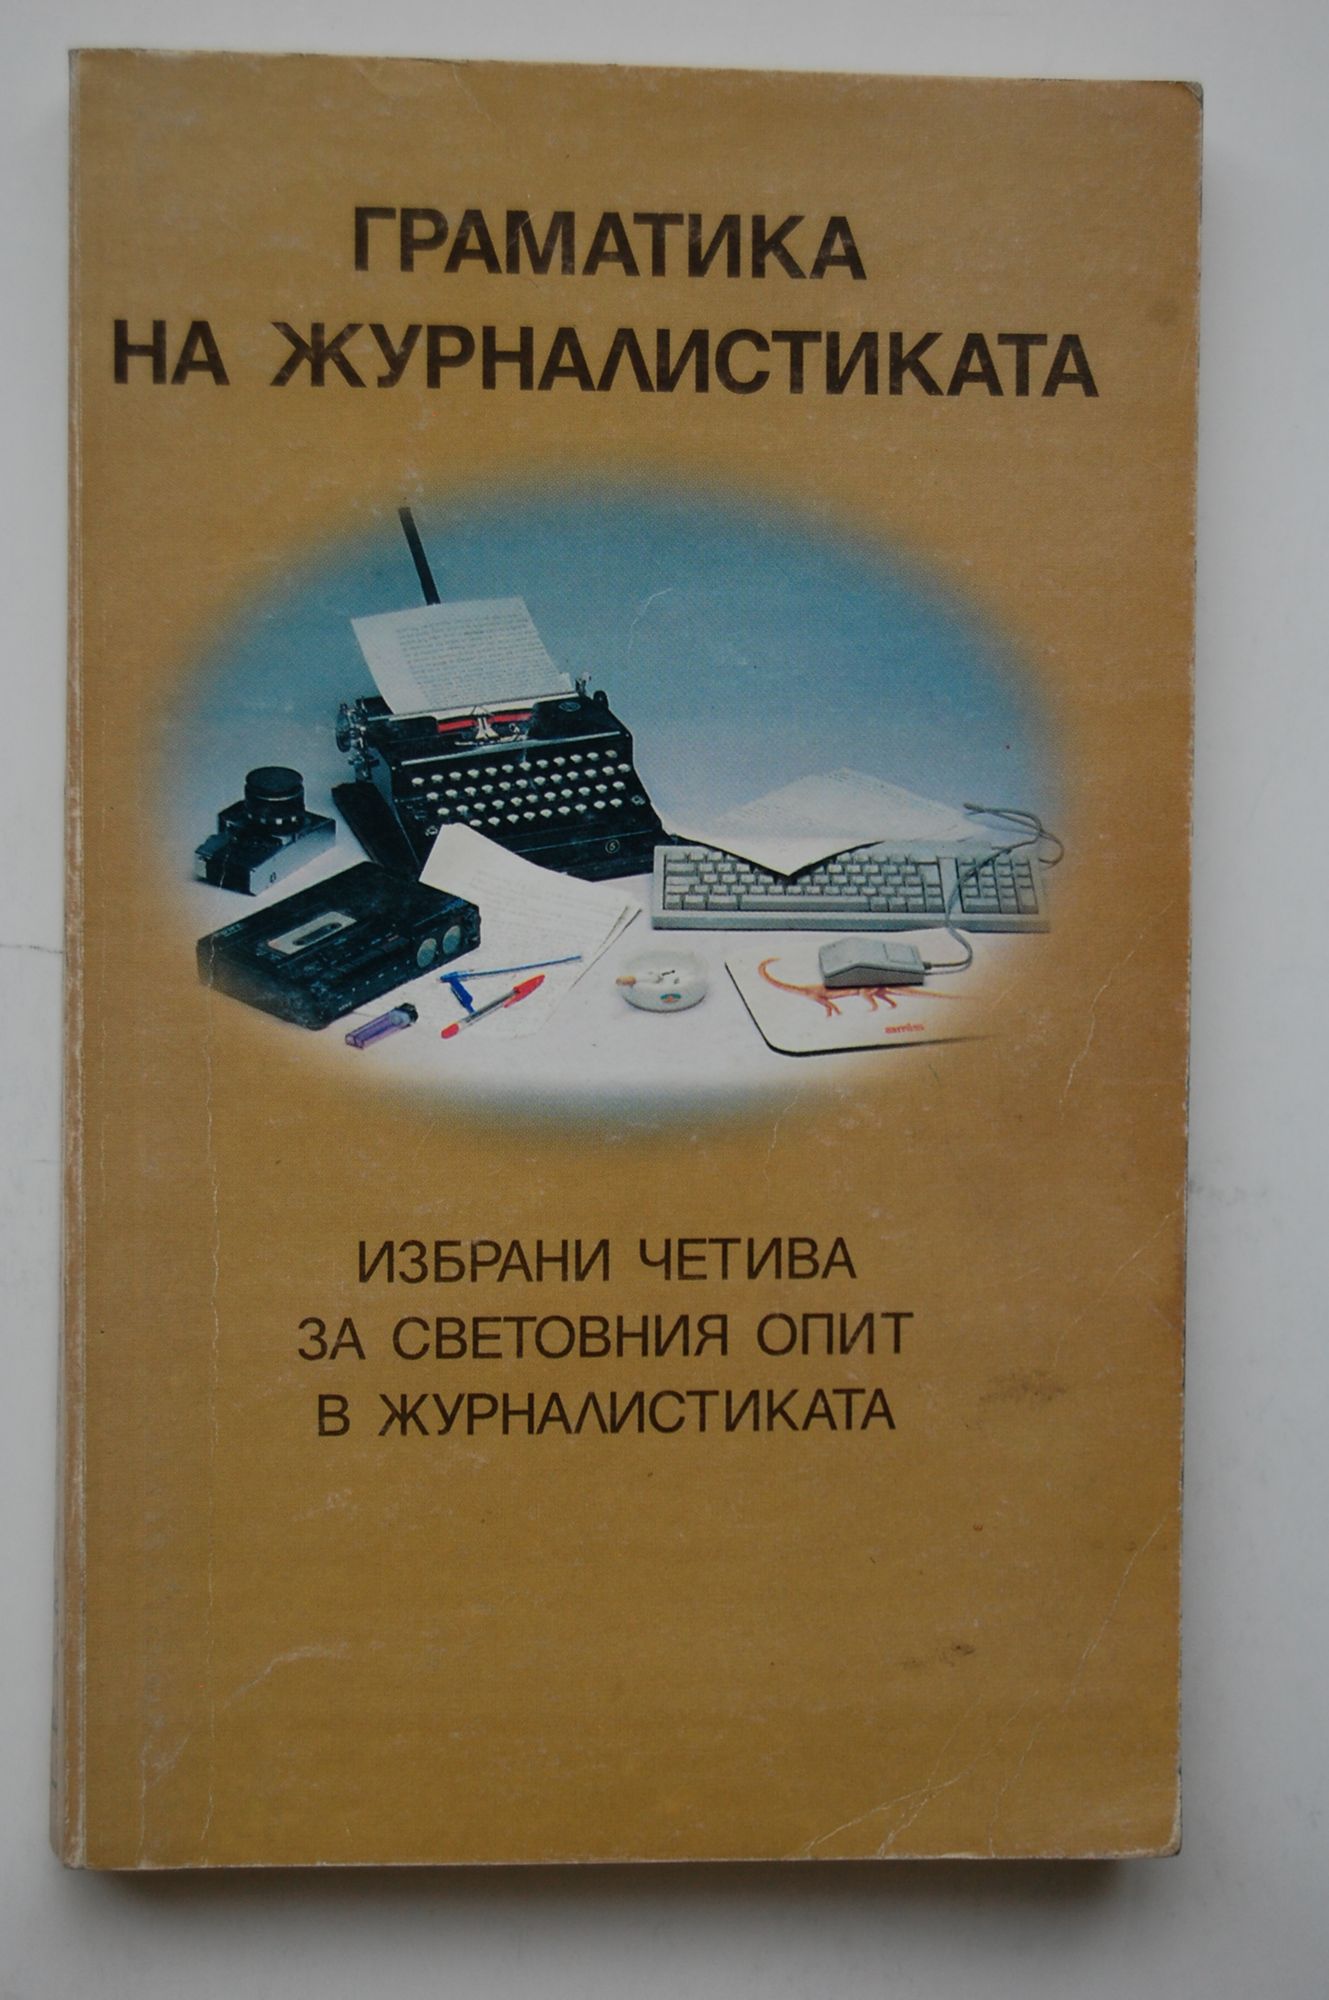 ГРАМАТИКА
НА ЖУРНАЛИСТИКАТА
ИЗБРАНИ ЧЕТИВА
ЗА СВЕТОВНИЯ ОПИТ
В ЖУРНАЛИСТИКАТА